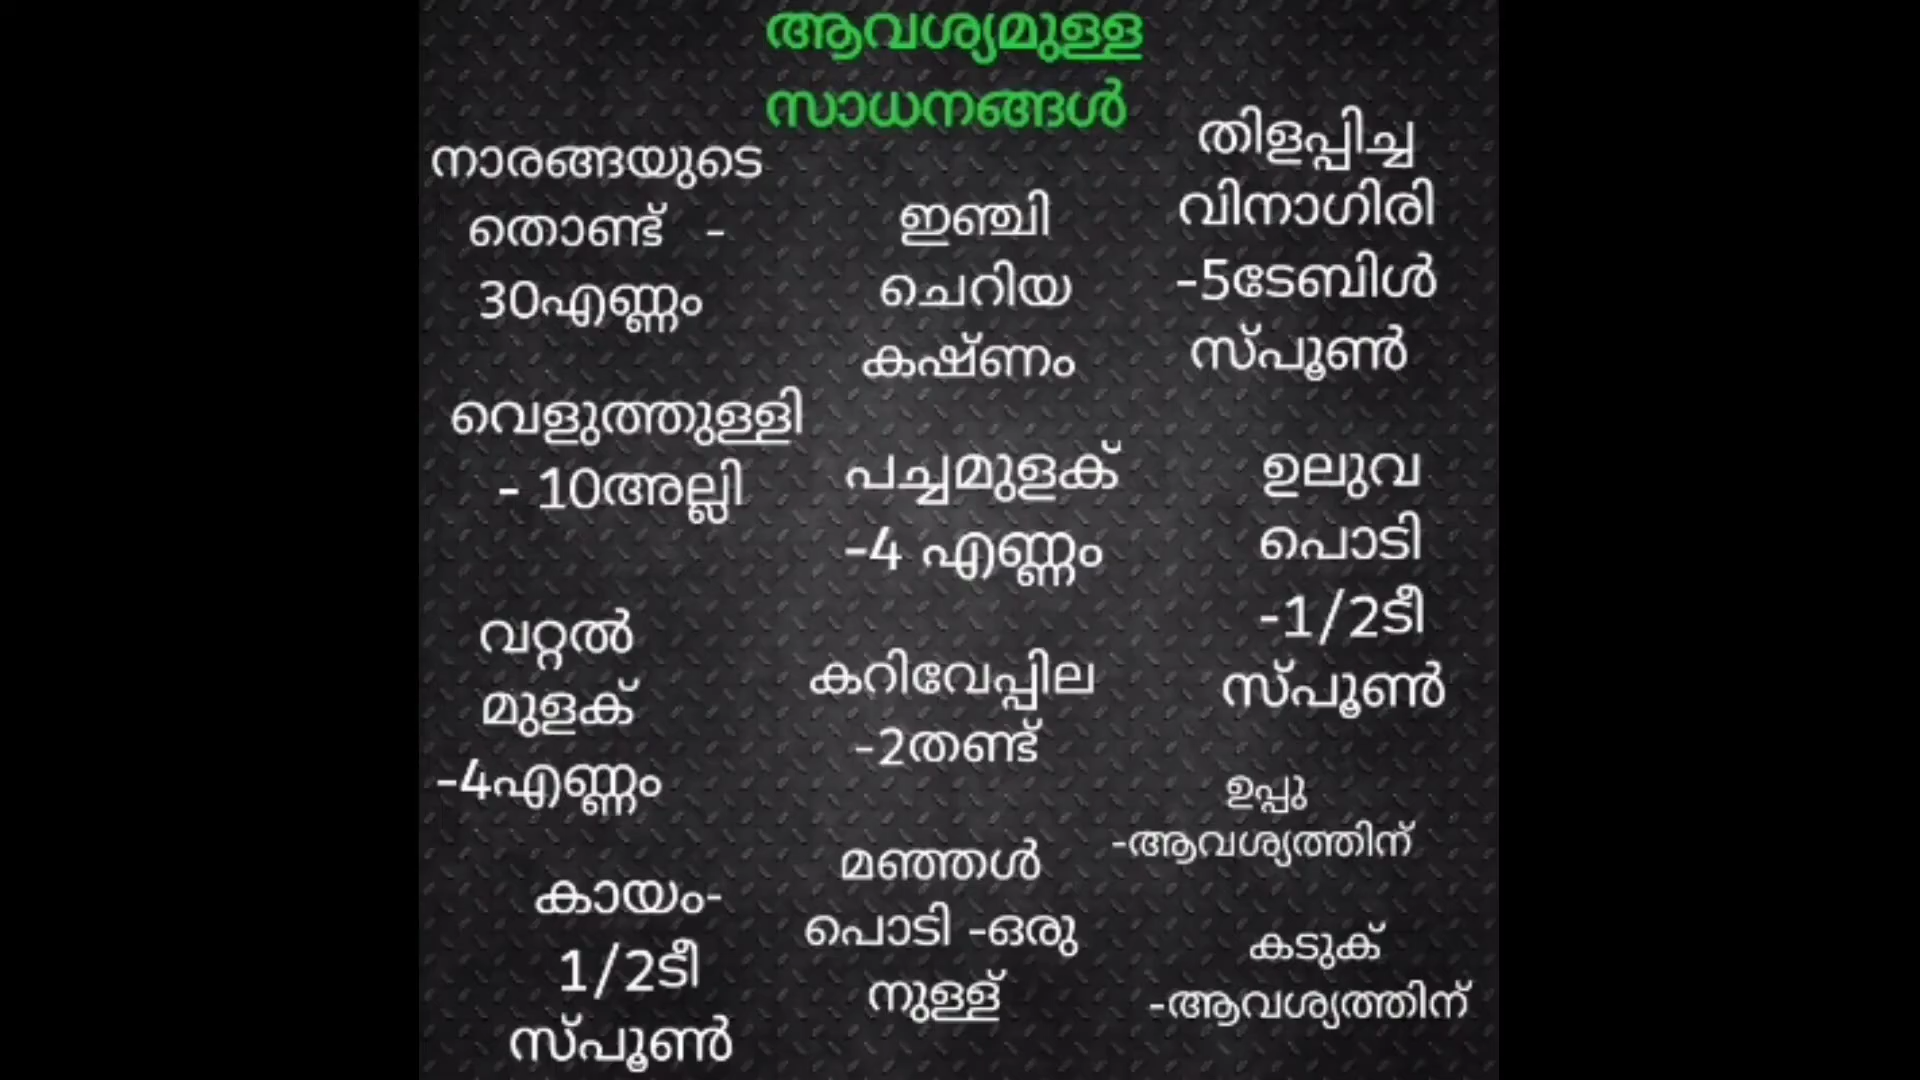 ആവശ്യമുള്ള
സാധനങ്ങൾ
നാരങ്ങയുടെ
തൊണ്ട് -
30എണ്ണം
വെളുത്തുള്ളി
- 10അല്ലി
വറ്റൽ
മുളക്
-4എണ്ണം
കായം-
1/2ടീ
സ്പൂൺ
ഇഞ്ചി
ചെറിയ
കഷ്ണം
പച്ചമുളക്
-4 എണ്ണം
കറിവേപ്പില
-2തണ്ട്
മഞ്ഞൾ
പൊടി -ഒരു
നുള്ള്
തിളപ്പിച്ച
വിനാഗിരി
-5ടേബിൾ
സ്പൂൺ
ഉലുവ
പൊടി
-1/2ടീ
സ്പൂൺ
ഉപ്പു
-ആവശ്യത്തിന്
കടുക്
-ആവശ്യത്തിന്